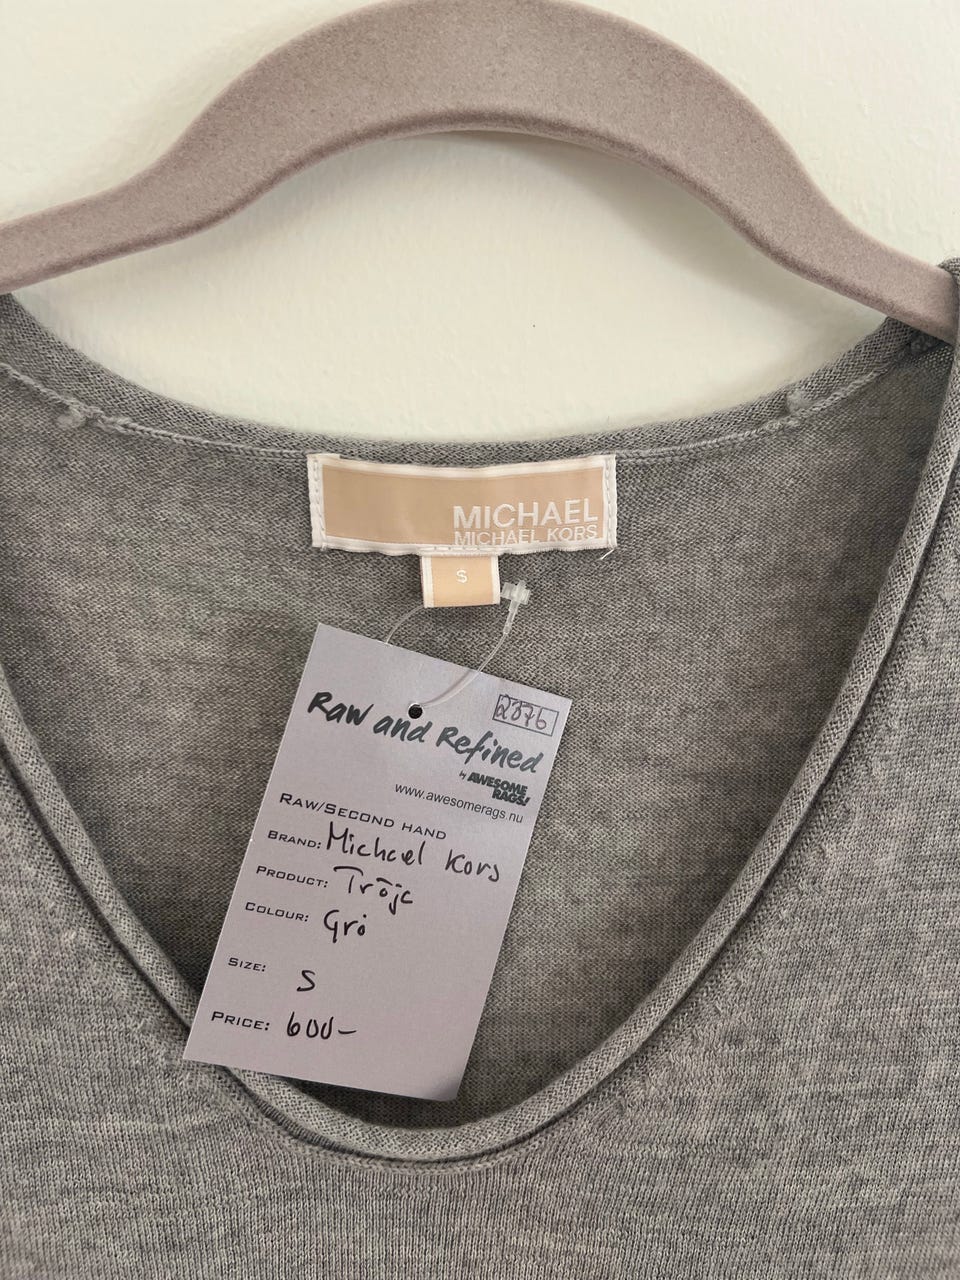 MICHAEL
MICHAEL KORS
S
2376
Raw and Refined
by AWESOME
RAGS!
www.awesomerags.nu
RAW/SECOND HAND
BRAND: Michael Kors
PRODUCT: Tröja
COLOUR: Grå
SIZE: S
PRICE: 600-